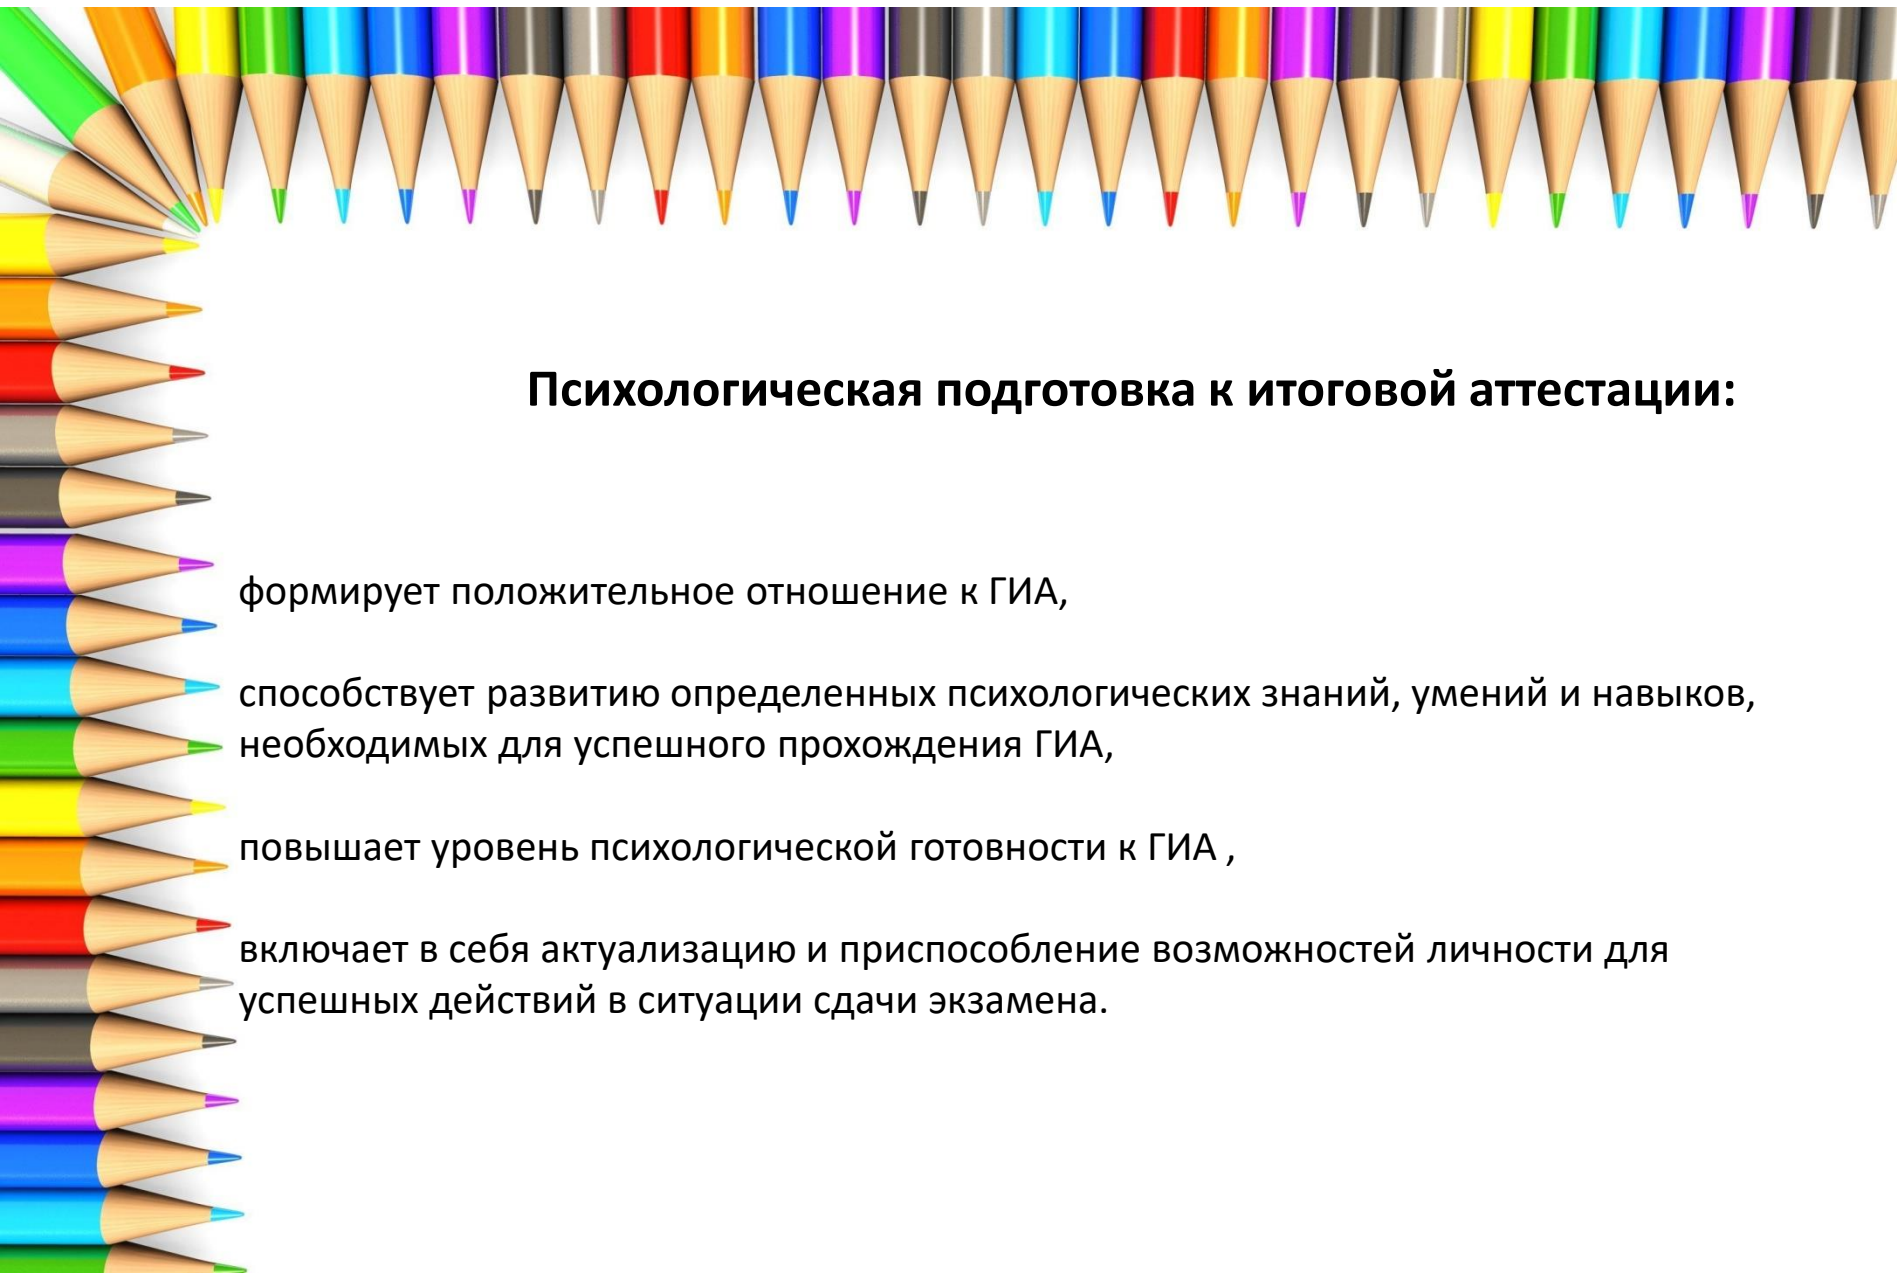 Психологическая подготовка к итоговой аттестации:
формирует положительное отношение к ГИА,
способствует развитию определенных психологических знаний, умений и навыков,
необходимых для успешного прохождения ГИА,
повышает уровень психологической готовности к ГИА ,
включает в себя актуализацию и приспособление возможностей личности для
успешных действий в ситуации сдачи экзамена.